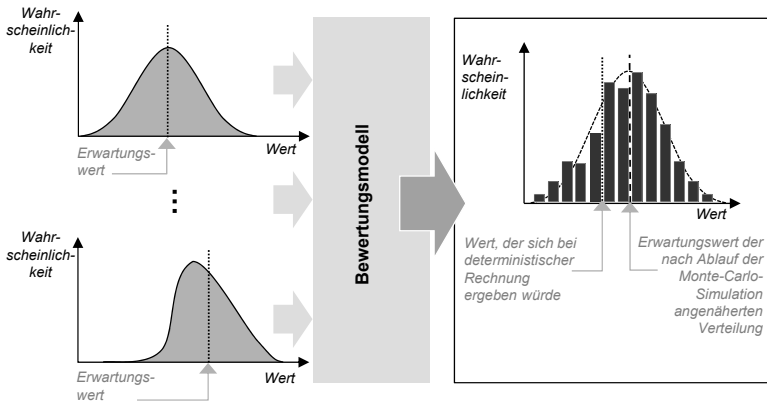 Wahr-
scheinlich-
keit
Erwartungs-
wert
Wert
Wahr-
scheinlich-
keit
Erwartungs-
wert
Wert
Bewertungsmodell
Wahr-
schein-
lichkeit
Wert
Wert, der sich bei
deterministischer
Rechnung
ergeben würde
Erwartungswert der
nach Ablauf der
Monte-Carlo-
Simulation
angenäherten
Verteilung